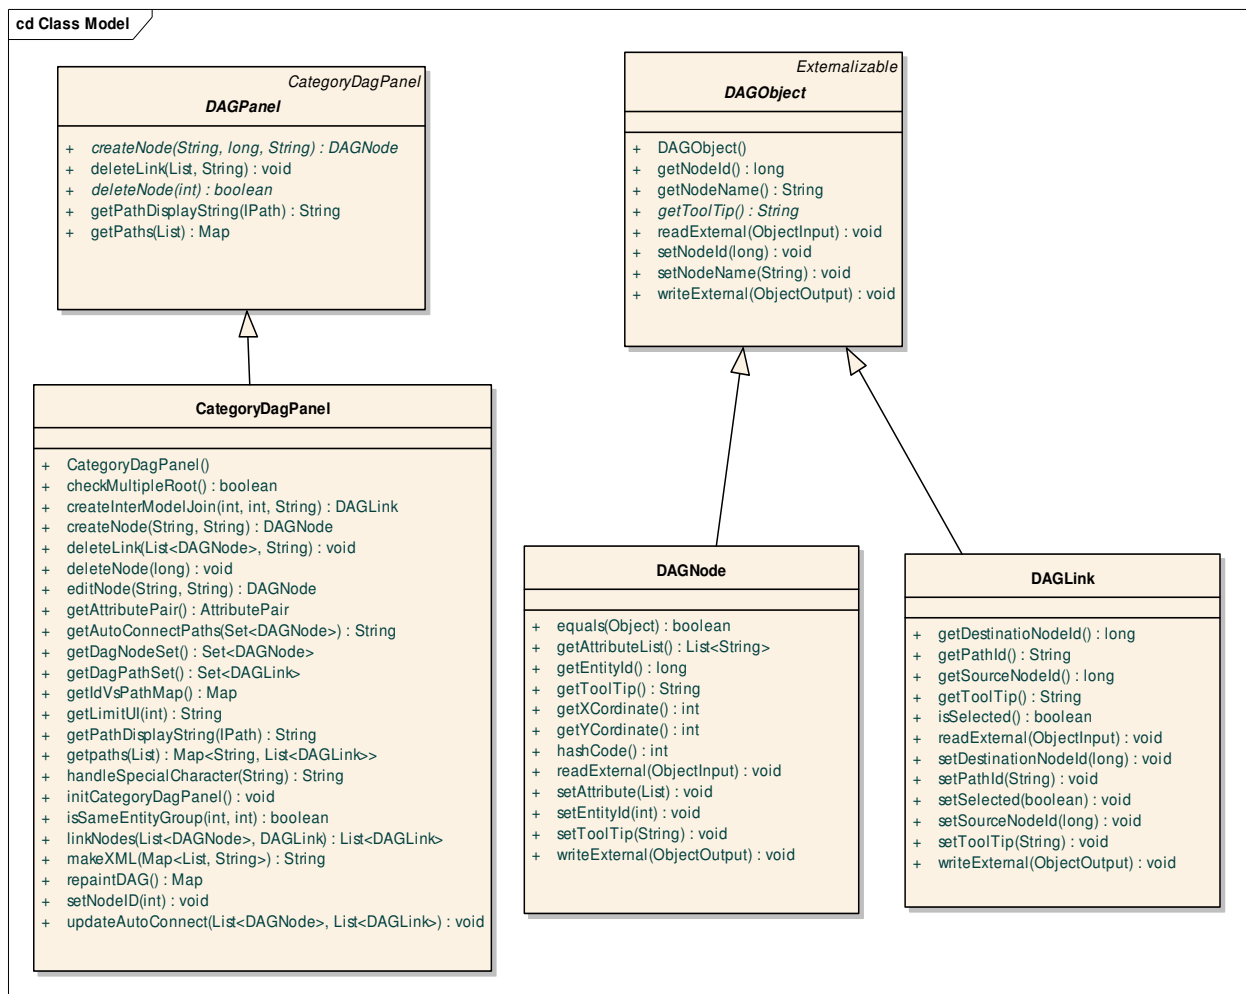 cd Class Model
CategoryDagPanel
DAGPanel
+ createNode(String, long, String) : DAGNode
+ deleteLink(List, String) : void
+ deleteNode(int) : boolean
+ getPathDisplayString(IPath) : String
+ getPaths(List) : Map
Externalizable
DAGObject
+ DAGObject()
+ getNodeId() : long
+ getNodeName() : String
+ getToolTip() : String
+ readExternal(ObjectInput) : void
+ setNodeId(long) : void
+ setNodeName(String) : void
+ writeExternal(ObjectOutput) : void
CategoryDagPanel
+ CategoryDagPanel()
+ checkMultipleRoot() : boolean
+ createInterModelJoin(int, int, String) : DAGLink
+ createNode(String, String) : DAGNode
+ deleteLink(List<DAGNode>, String) : void
+ deleteNode(long) : void
+ editNode(String, String) : DAGNode
+ getAttributePair() : AttributePair
+ getAutoConnectPaths(Set<DAGNode>) : String
+ getDagNodeSet() : Set<DAGNode>
+ getDagPathSet() : Set<DAGLink>
+ getIdVsPathMap() : Map
+ getLimitUI(int) : String
+ getPathDisplayString(IPath) : String
+ getpaths(List) : Map<String, List<DAGLink>>
+ handleSpecialCharacter(String) : String
+ initCategoryDagPanel() : void
+ isSameEntityGroup(int, int) : boolean
+ linkNodes(List<DAGNode>, DAGLink) : List<DAGLink>
+ makeXML(Map<List, String>) : String
+ repaintDAG() : Map
+ setNodeID(int) : void
+ updateAutoConnect(List<DAGNode>, List<DAGLink>) : void
DAGNode
+ equals(Object) : boolean
+ getAttributeList() : List<String>
+ getEntityId() : long
+ getToolTip() : String
+ getXCordinate() : int
+ getYCordinate() : int
+ hashCode() : int
+ readExternal(ObjectInput) : void
+ setAttribute(List) : void
+ setEntityId(int) : void
+ setToolTip(String) : void
+ writeExternal(ObjectOutput) : void
DAGLink
+ getDestinatioNodeId() : long
+ getPathId() : String
+ getSourceNodeId() : long
+ getToolTip() : String
+ isSelected() : boolean
+ readExternal(ObjectInput) : void
+ setDestinationNodeId(long) : void
+ setPathId(String) : void
+ setSelected(boolean) : void
+ setSourceNodeId(long) : void
+ setToolTip(String) : void
+ writeExternal(ObjectOutput) : void